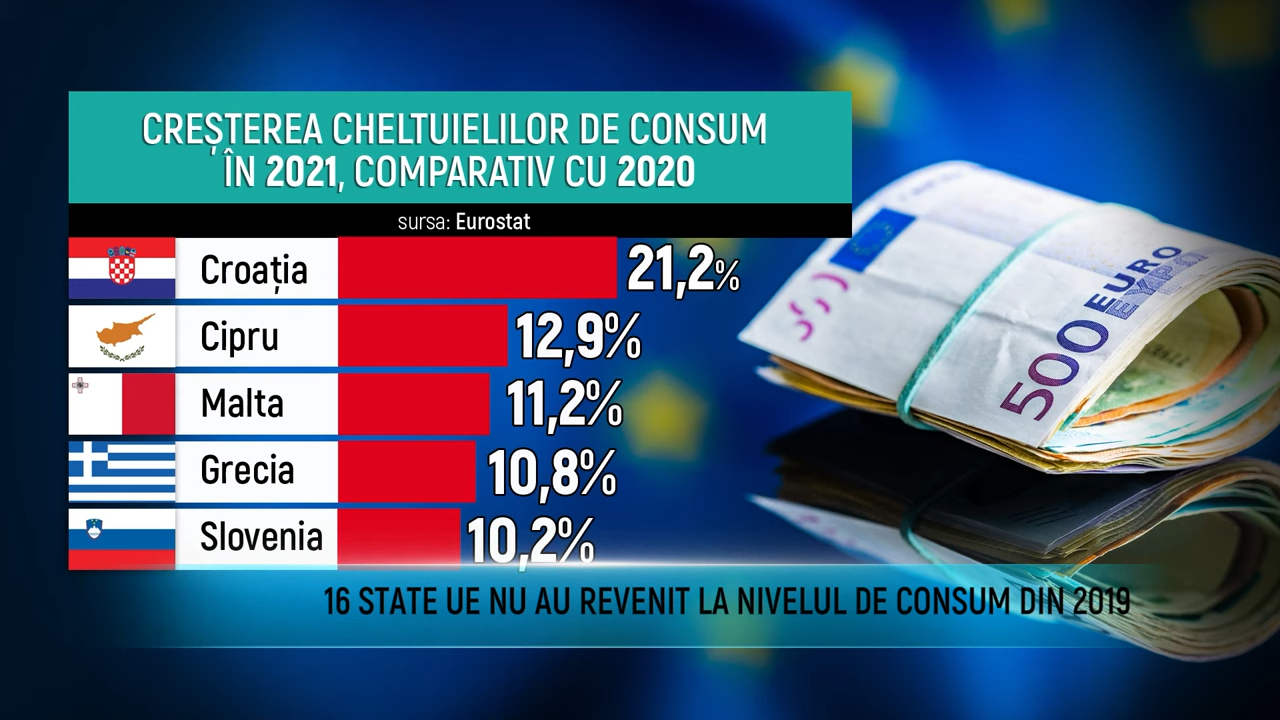 CREȘTEREA CHELTUIELILOR DE CONSUM
ÎN 2021, COMPARATIV CU 2020
sursa: Eurostat
Croația 21,2%
Cipru 12,9%
Malta 11,2%
Grecia 10,8%
Slovenia 10,2%
16 STATE UE NU AU REVENIT LA NIVELUL DE CONSUM DIN 2019
500 EURO
ΕΥΡΩ